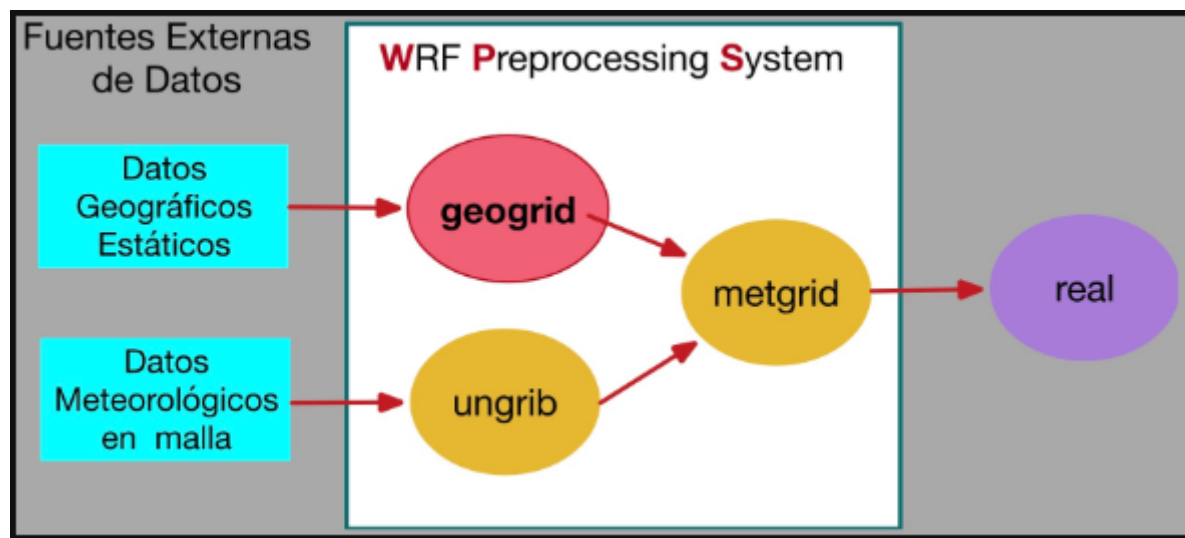 Fuentes Externas
de Datos
WRF Preprocessing System
Datos
Geográficos
Estáticos
geogrid
metgrid
real
Datos
Meteorológicos
en malla
ungrib